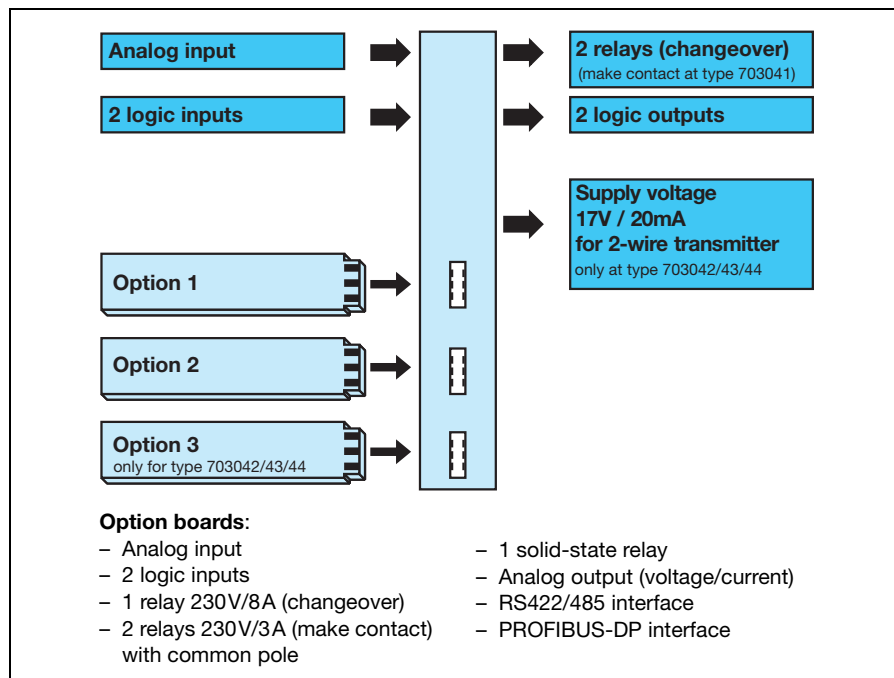 Analog input
2 relays (changeover)
(make contact at type 703041)
2 logic inputs
2 logic outputs
Supply voltage
17V / 20mA
for 2-wire transmitter
only at type 703042/43/44
Option 1
Option 2
Option 3
only for type 703042/43/44
Option boards:
– Analog input
– 2 logic inputs
– 1 relay 230V/8A (changeover)
– 2 relays 230V/3A (make contact)
with common pole
– 1 solid-state relay
– Analog output (voltage/current)
– RS422/485 interface
– PROFIBUS-DP interface